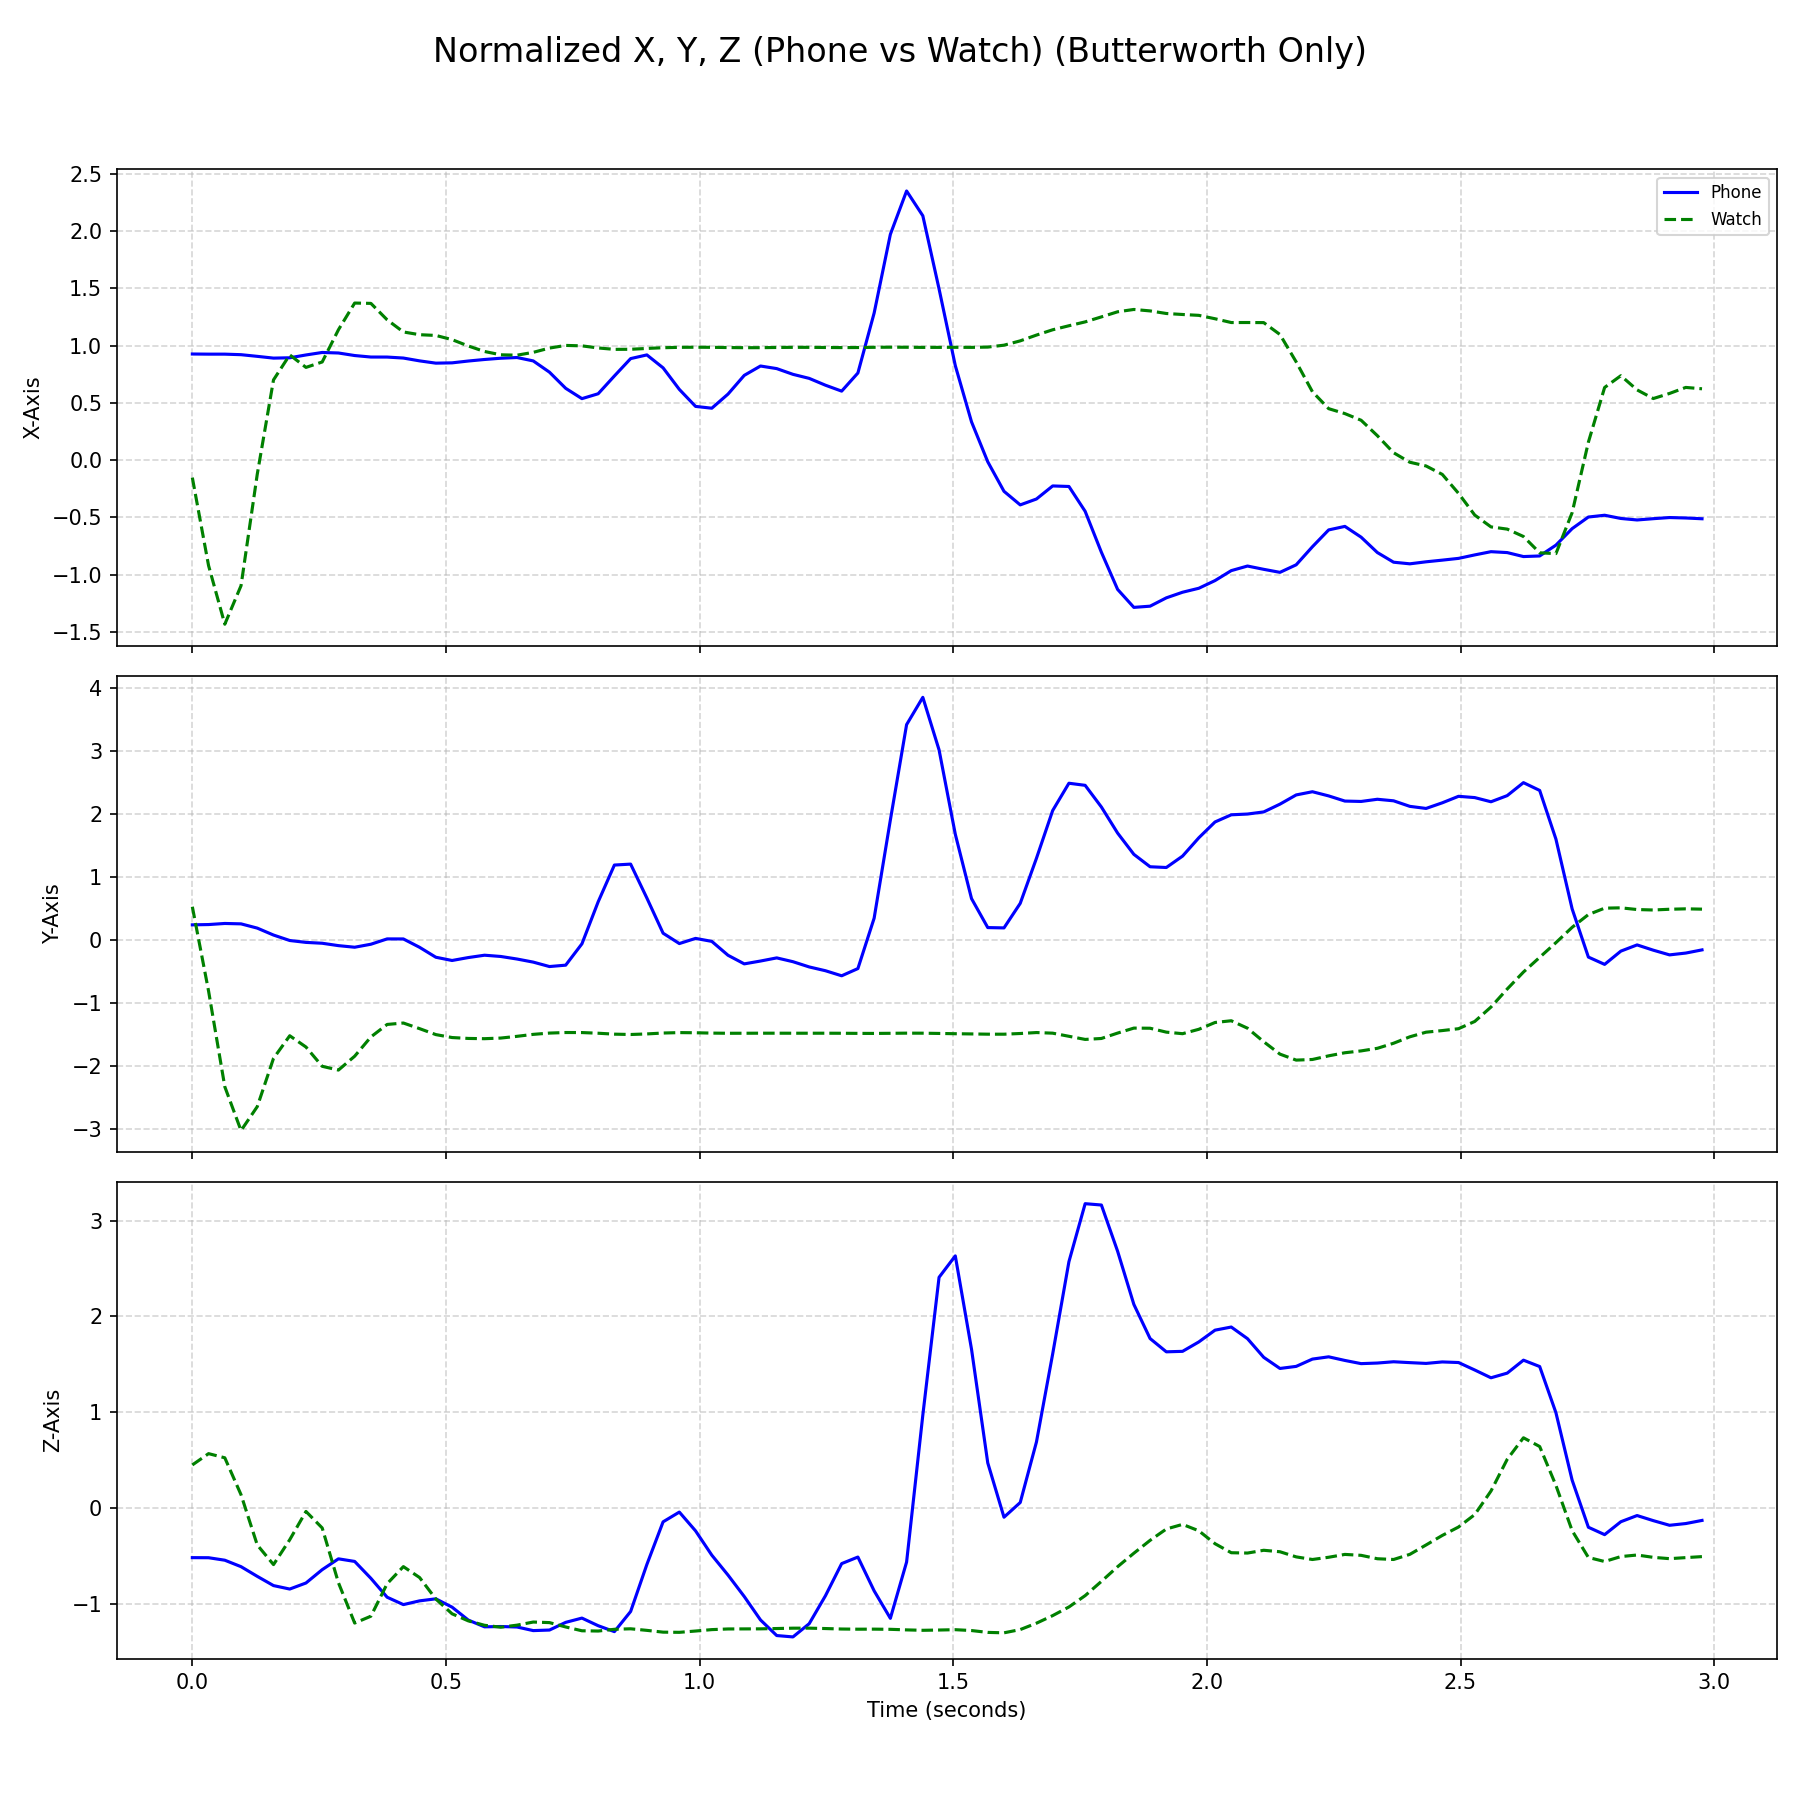 Normalized X, Y, Z (Phone vs Watch) (Butterworth Only)
2.5
2.0
1.5
1.0
0.5
0.0
−0.5
−1.0
−1.5
X-Axis
Phone
Watch
4
3
2
1
0
−1
−2
−3
Y-Axis
3
2
1
0
−1
Z-Axis
0.0 0.5 1.0 1.5 2.0 2.5 3.0
Time (seconds)